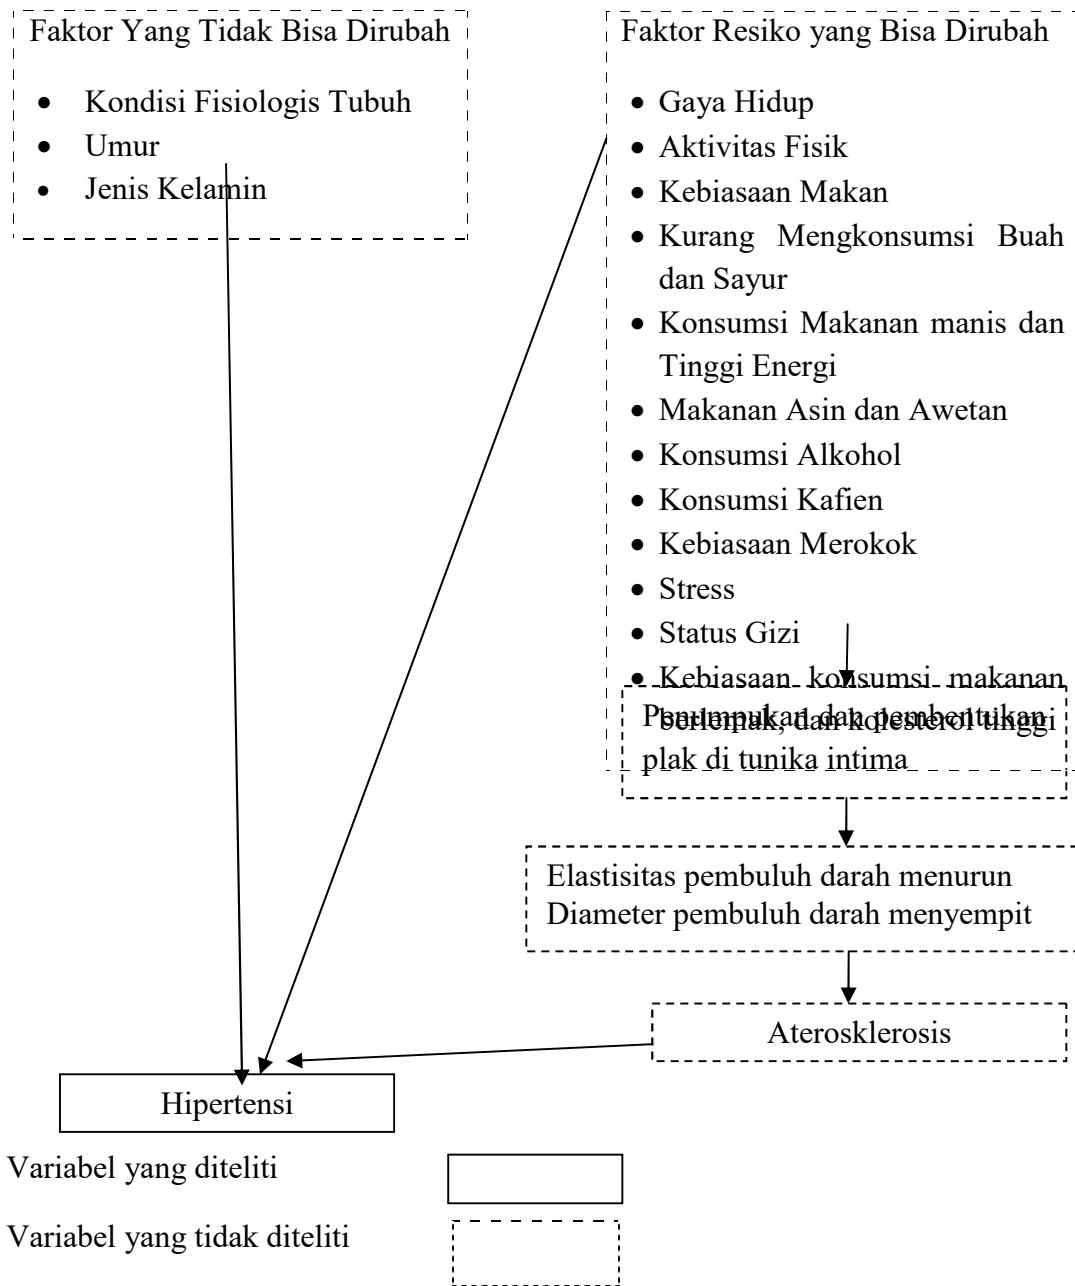 Faktor Yang Tidak Bisa Dirubah
• Kondisi Fisiologis Tubuh
• Umur
• Jenis Kelamin
Faktor Resiko yang Bisa Dirubah
• Gaya Hidup
• Aktivitas Fisik
• Kebiasaan Makan
• Kurang Mengkonsumsi Buah
dan Sayur
• Konsumsi Makanan manis dan
Tinggi Energi
• Makanan Asin dan Awetan
• Konsumsi Alkohol
• Konsumsi Kafien
• Kebiasaan Merokok
• Stress
• Status Gizi
• Kebiasaan konsumsi makanan
berlemak, dan kolesterol tinggi
Penumpukan dan pembentukan
plak di tunika intima
Elastisitas pembuluh darah menurun
Diameter pembuluh darah menyempit
Aterosklerosis
Hipertensi
Variabel yang diteliti
Variabel yang tidak diteliti